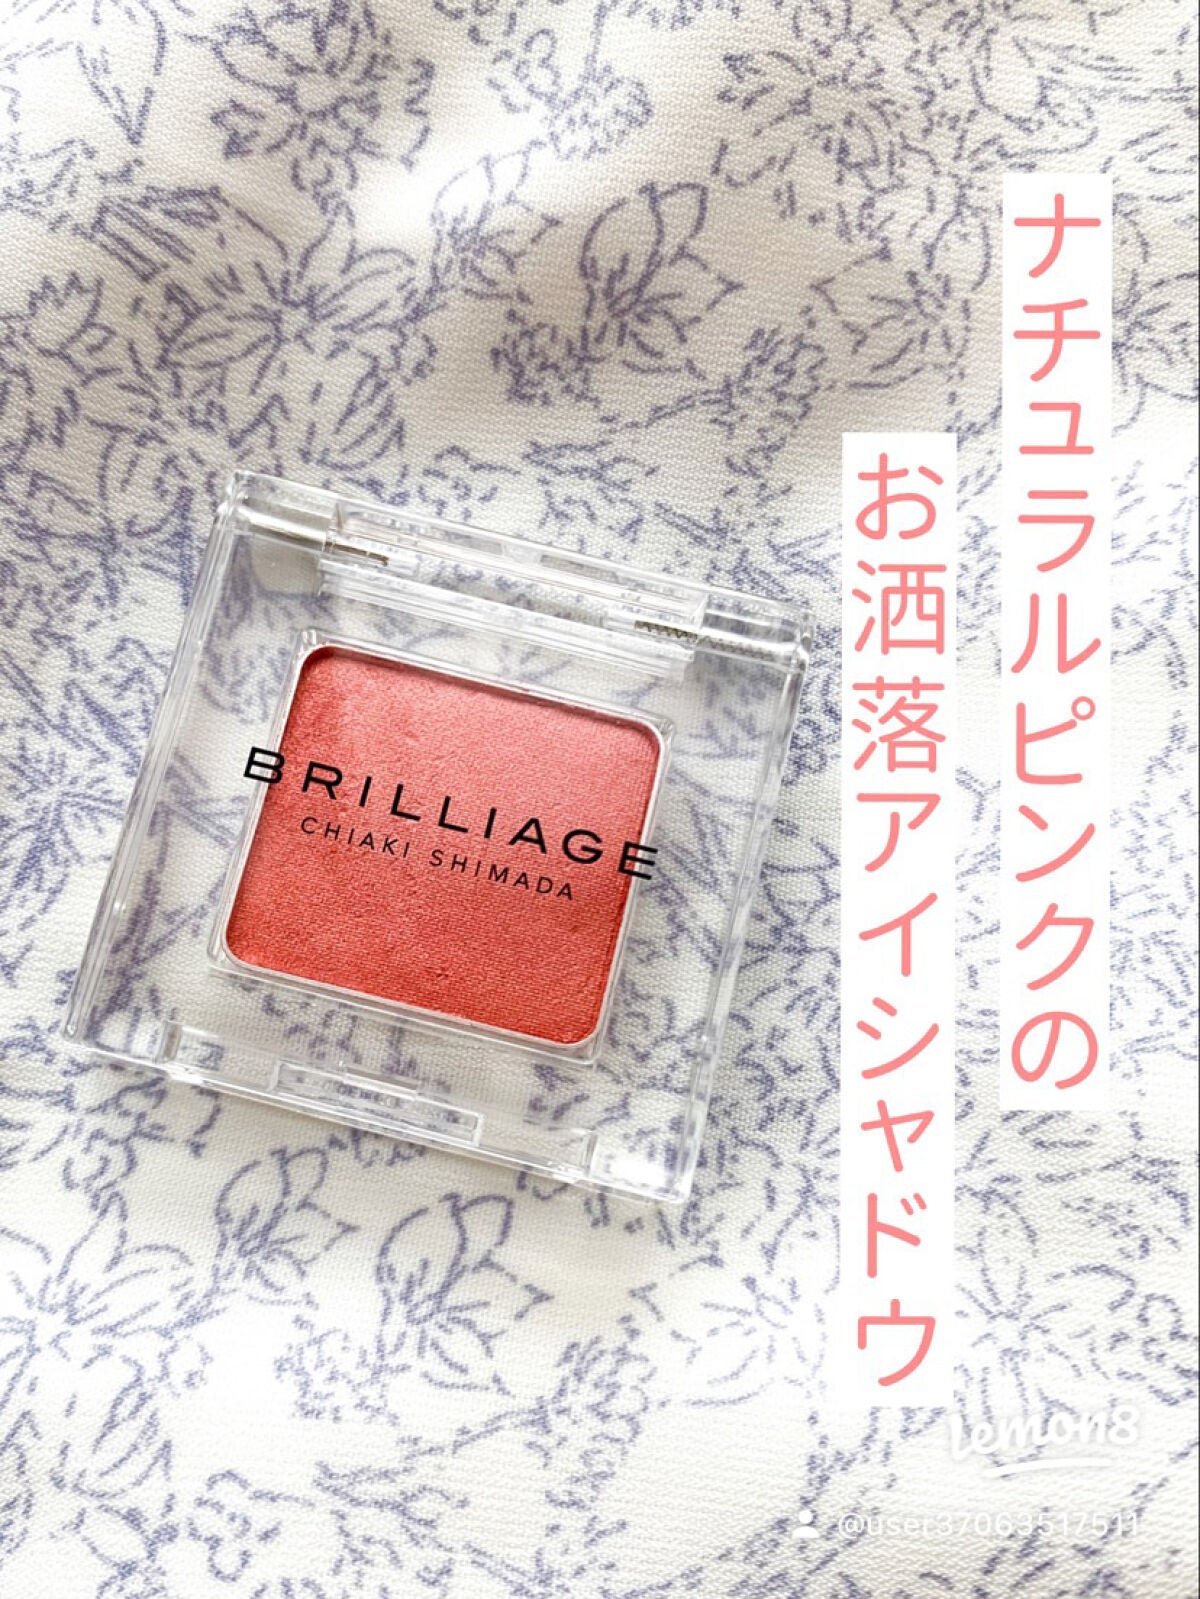 ナチュラルピンクの
お洒落アイシャドウ
BRILLIAGE
CHIAKI SHIMADA
lemon8
@user37063517511